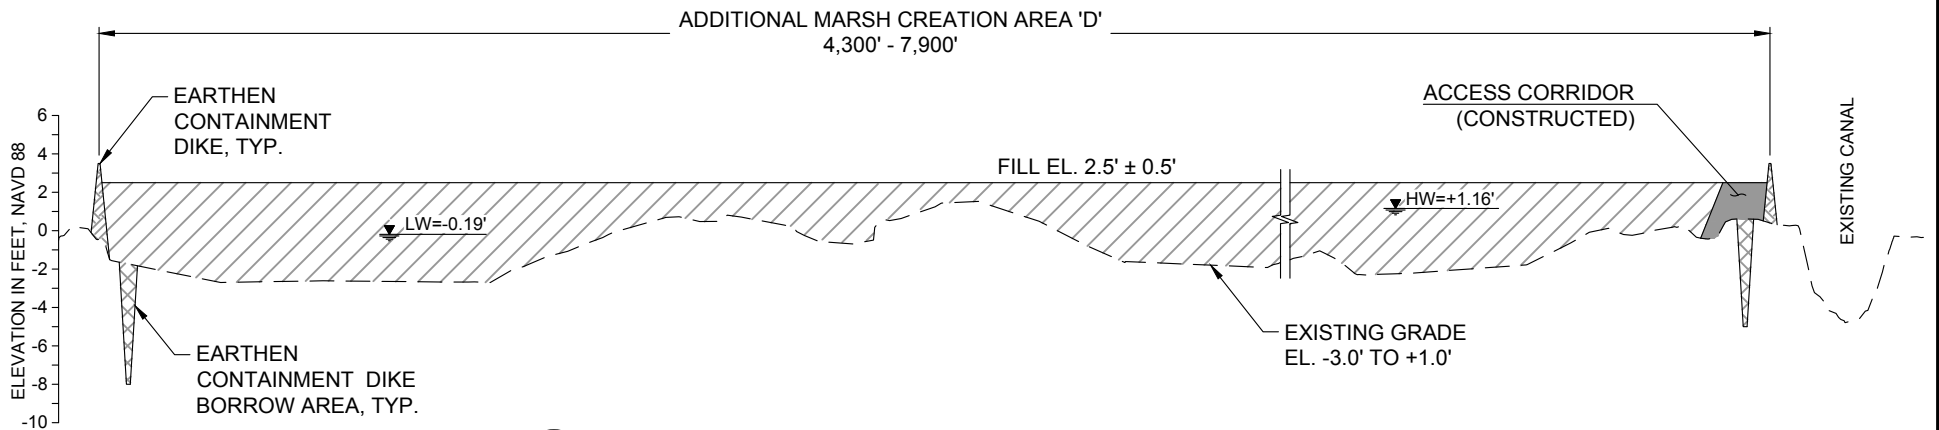 ADDITIONAL MARSH CREATION AREA 'D'
4,300' - 7,900'
EARTHEN
CONTAINMENT
DIKE, TYP.
ACCESS CORRIDOR
(CONSTRUCTED)
EXISTING CANAL
ELEVATION IN FEET, NAVD 88
6
4
2
0
-2
-4
-6
-8
-10
FILL EL. 2.5' ± 0.5'
LW=-0.19'
HW=+1.16'
EXISTING GRADE
EL. -3.0' TO +1.0'
EARTHEN
CONTAINMENT DIKE
BORROW AREA, TYP.